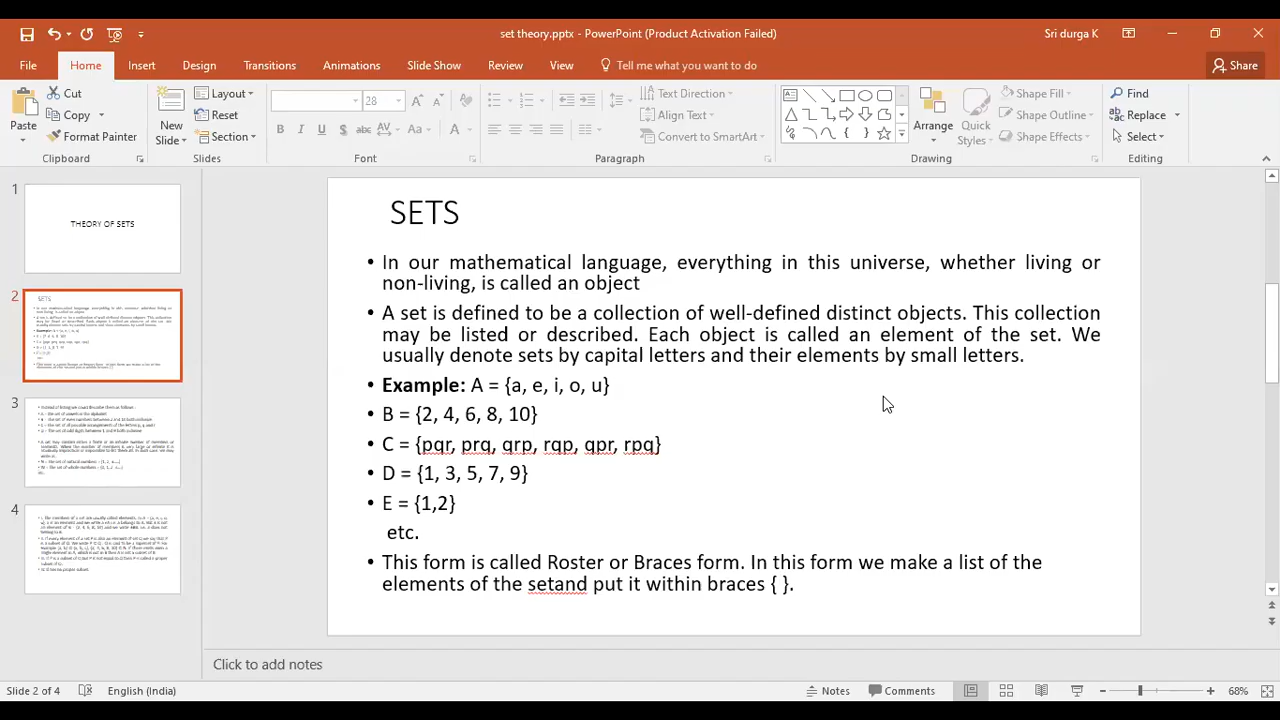 set theory.pptx - PowerPoint (Product Activation Failed)
Sri durga K
File Home Insert Design Transitions Animations Slide Show Review View Tell me what you want to do Share
Paste
Cut
Copy
Format Painter
Clipboard
New Slide
Layout
Reset
Section
Slides
28
B I U S abc AV Aa A
Font
Text Direction
Align Text
Convert to SmartArt
Paragraph
Arrange
Quick Styles
Shape Fill
Shape Outline
Shape Effects
Drawing
Find
Replace
Select
Editing
1
THEORY OF SETS
2
SETS
3
4
SETS
• In our mathematical language, everything in this universe, whether living or
non-living, is called an object
• A set is defined to be a collection of well-defined distinct objects. This collection
may be listed or described. Each object is called an element of the set. We
usually denote sets by capital letters and their elements by small letters.
• Example: A = {a, e, i, o, u}
• B = {2, 4, 6, 8, 10}
• C = {pqr, prq, qrp, rqp, qpr, rpq}
• D = {1, 3, 5, 7, 9}
• E = {1,2}
etc.
• This form is called Roster or Braces form. In this form we make a list of the
elements of the setand put it within braces { }.
Click to add notes
Slide 2 of 4
English (India)
Notes
Comments
68%